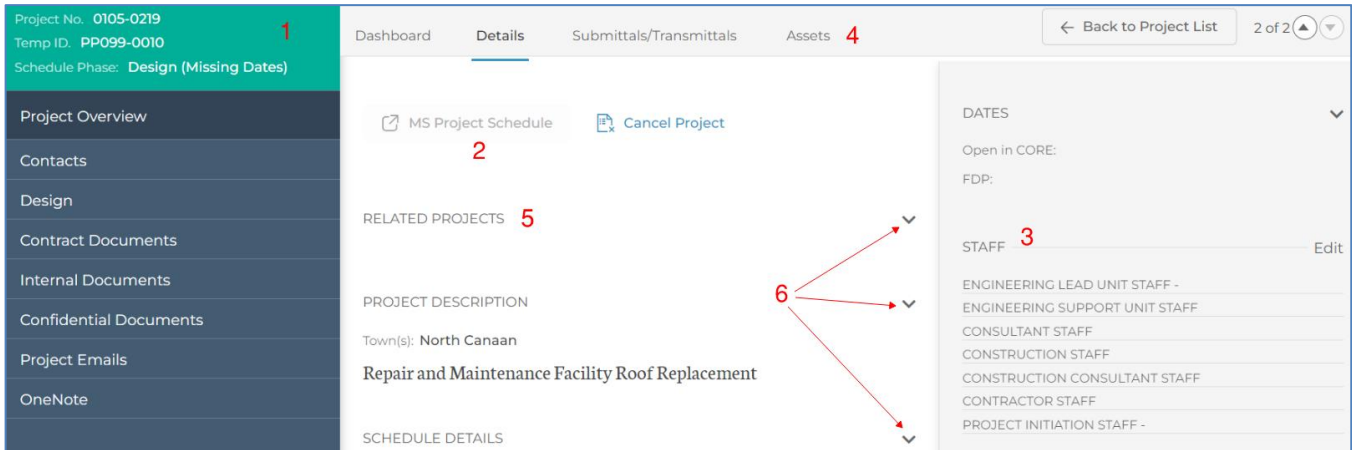 Project No. 0105-0219
Temp ID. PP099-0010
Schedule Phase: Design (Missing Dates)
1
Project Overview
Contacts
Design
Contract Documents
Internal Documents
Confidential Documents
Project Emails
OneNote
Dashboard Details Submittals/Transmittals Assets 4
← Back to Project List 2 of 2
MS Project Schedule Cancel Project
2
RELATED PROJECTS 5
PROJECT DESCRIPTION
6
Town(s): North Canaan
Repair and Maintenance Facility Roof Replacement
SCHEDULE DETAILS
DATES
Open in CORE:
FDP:
STAFF 3 Edit
ENGINEERING LEAD UNIT STAFF -
ENGINEERING SUPPORT UNIT STAFF
CONSULTANT STAFF
CONSTRUCTION STAFF
CONSTRUCTION CONSULTANT STAFF
CONTRACTOR STAFF
PROJECT INITIATION STAFF -